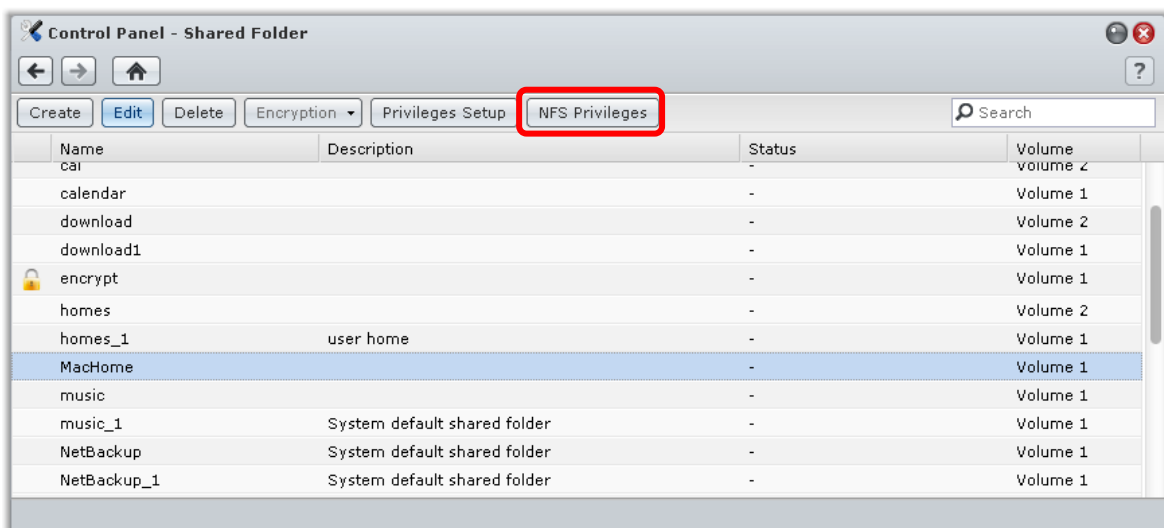 Control Panel - Shared Folder
?
Create Edit Delete Encryption Privileges Setup NFS Privileges Search
Name Description Status Volume
cal - Volume 2
calendar - Volume 1
download - Volume 2
download1 - Volume 1
encrypt - Volume 1
homes - Volume 2
homes_1 user home - Volume 1
MacHome - Volume 1
music - Volume 1
music_1 System default shared folder - Volume 1
NetBackup System default shared folder - Volume 1
NetBackup_1 System default shared folder - Volume 1